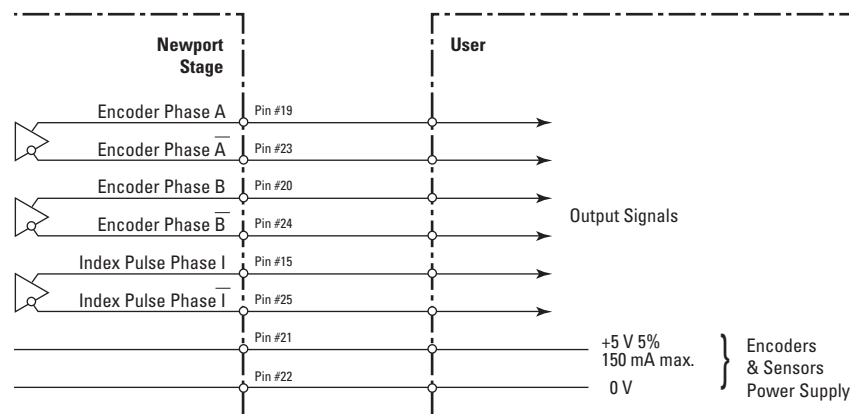 Newport
Stage
User
Encoder Phase A Pin #19
Encoder Phase A̅ Pin #23
Encoder Phase B Pin #20
Encoder Phase B̅ Pin #24
Output Signals
Index Pulse Phase I Pin #15
Index Pulse Phase I̅ Pin #25
Pin #21
+5 V 5%
150 mA max.
Pin #22
0 V
} Encoders
& Sensors
Power Supply